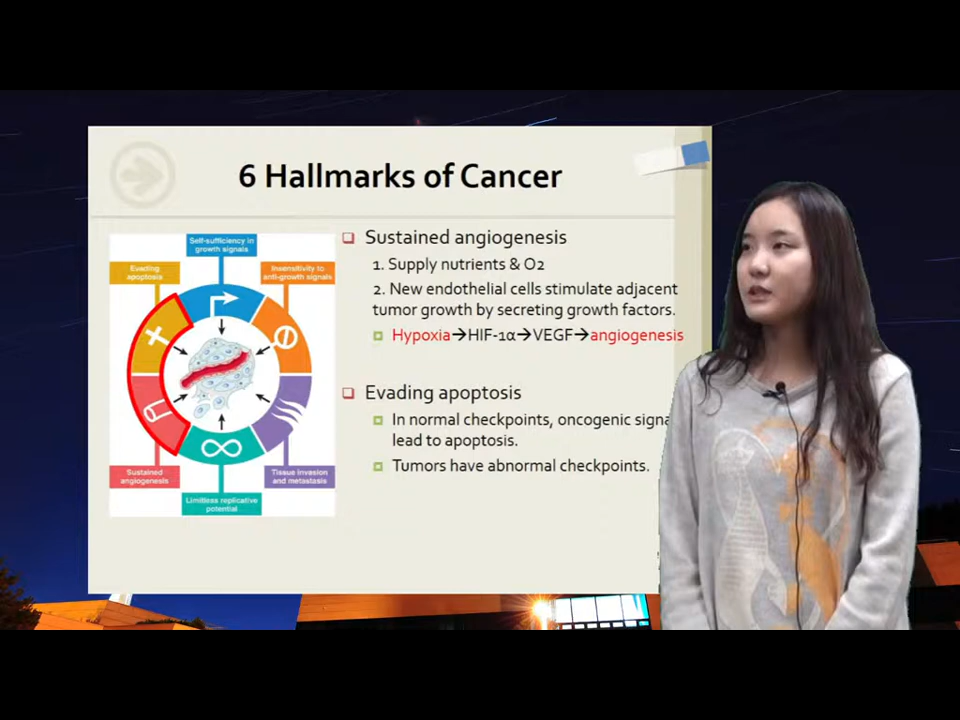 6 Hallmarks of Cancer
Self-sufficiency in
growth signals
Evading
apoptosis
Insensitivity to
anti-growth signals
Sustained
angiogenesis
Tissue invasion
and metastasis
Limitless replicative
potential
Sustained angiogenesis
1. Supply nutrients & O2
2. New endothelial cells stimulate adjacent
tumor growth by secreting growth factors.
Hypoxia→HIF-1α→VEGF→angiogenesis
Evading apoptosis
In normal checkpoints, oncogenic signa
lead to apoptosis.
Tumors have abnormal checkpoints.